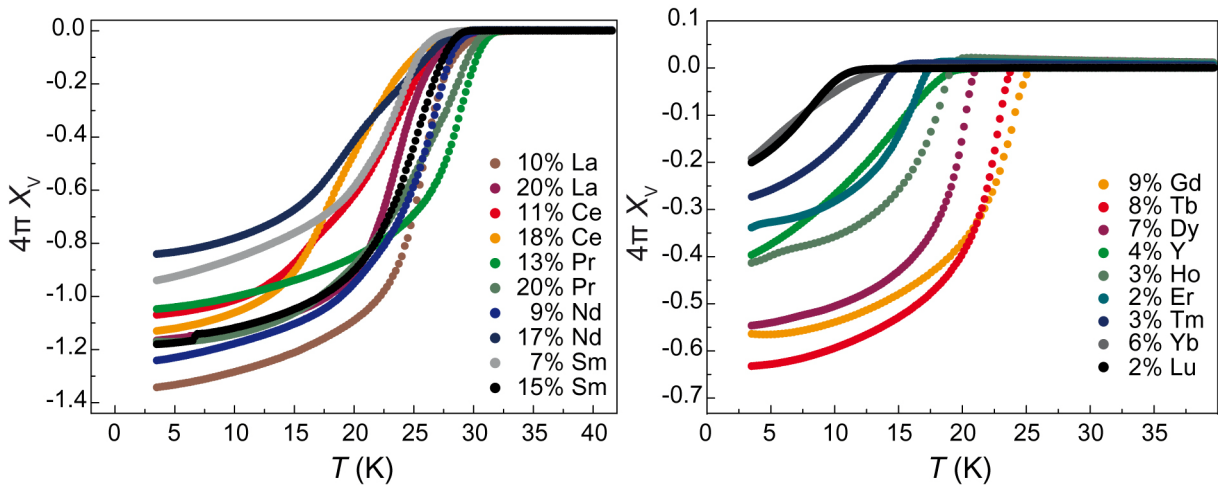 0.0
-0.2
-0.4
-0.6
-0.8
-1.0
-1.2
-1.4
4π Χ_V
10% La
20% La
11% Ce
18% Ce
13% Pr
20% Pr
9% Nd
17% Nd
7% Sm
15% Sm
0 5 10 15 20 25 30 35 40
T (K)
0.1
0.0
-0.1
-0.2
-0.3
-0.4
-0.5
-0.6
-0.7
4π Χ_V
9% Gd
8% Tb
7% Dy
4% Y
3% Ho
2% Er
3% Tm
6% Yb
2% Lu
0 5 10 15 20 25 30 35
T (K)